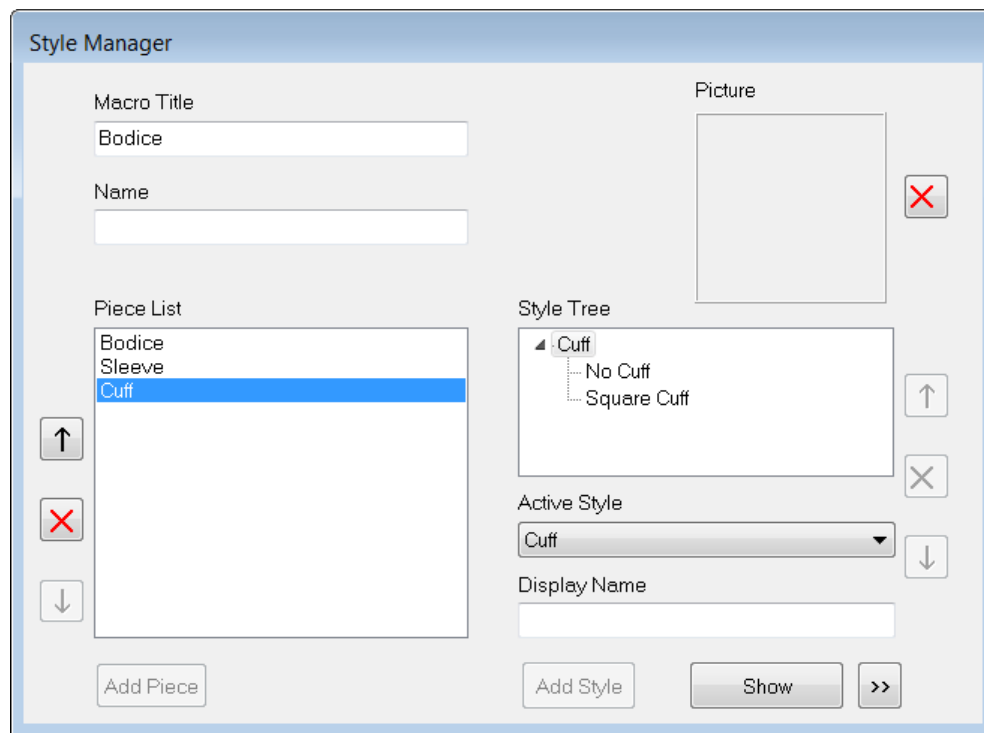 Style Manager
Macro Title
Bodice
Name
Picture
Piece List
Bodice
Sleeve
Cuff
Style Tree
Cuff
No Cuff
Square Cuff
Active Style
Cuff
Display Name
Add Piece
Add Style
Show
>>